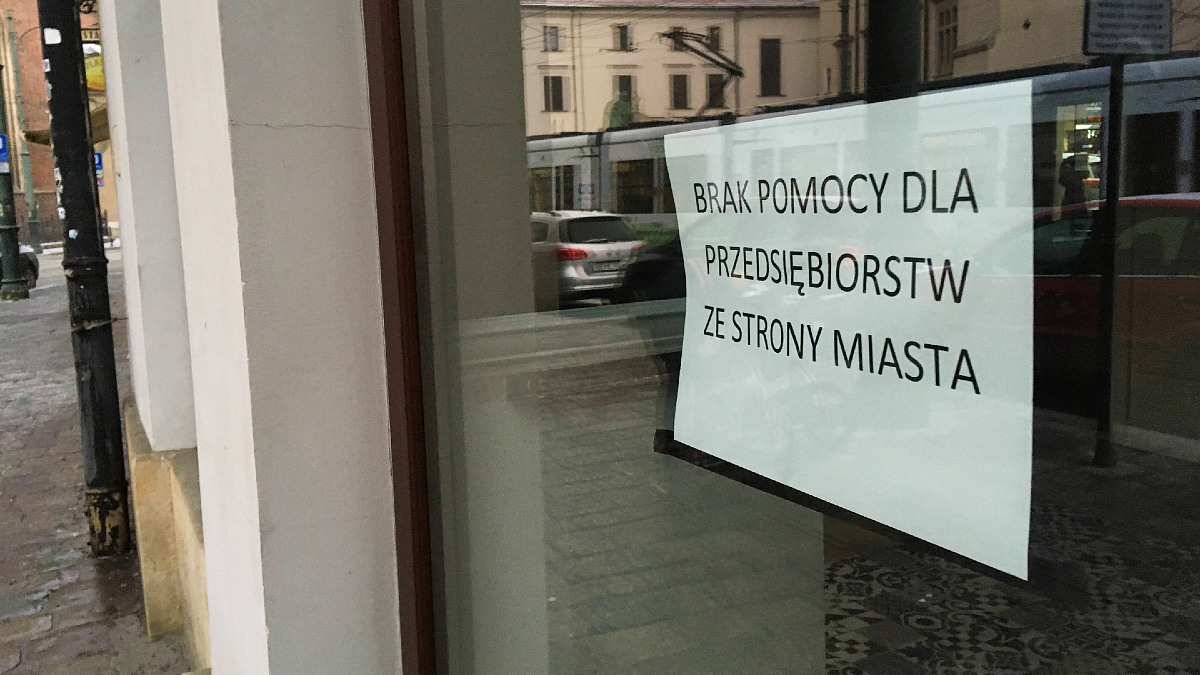 BRAK POMOCY DLA
PRZEDSIĘBIORSTW
ZE STRONY MIASTA